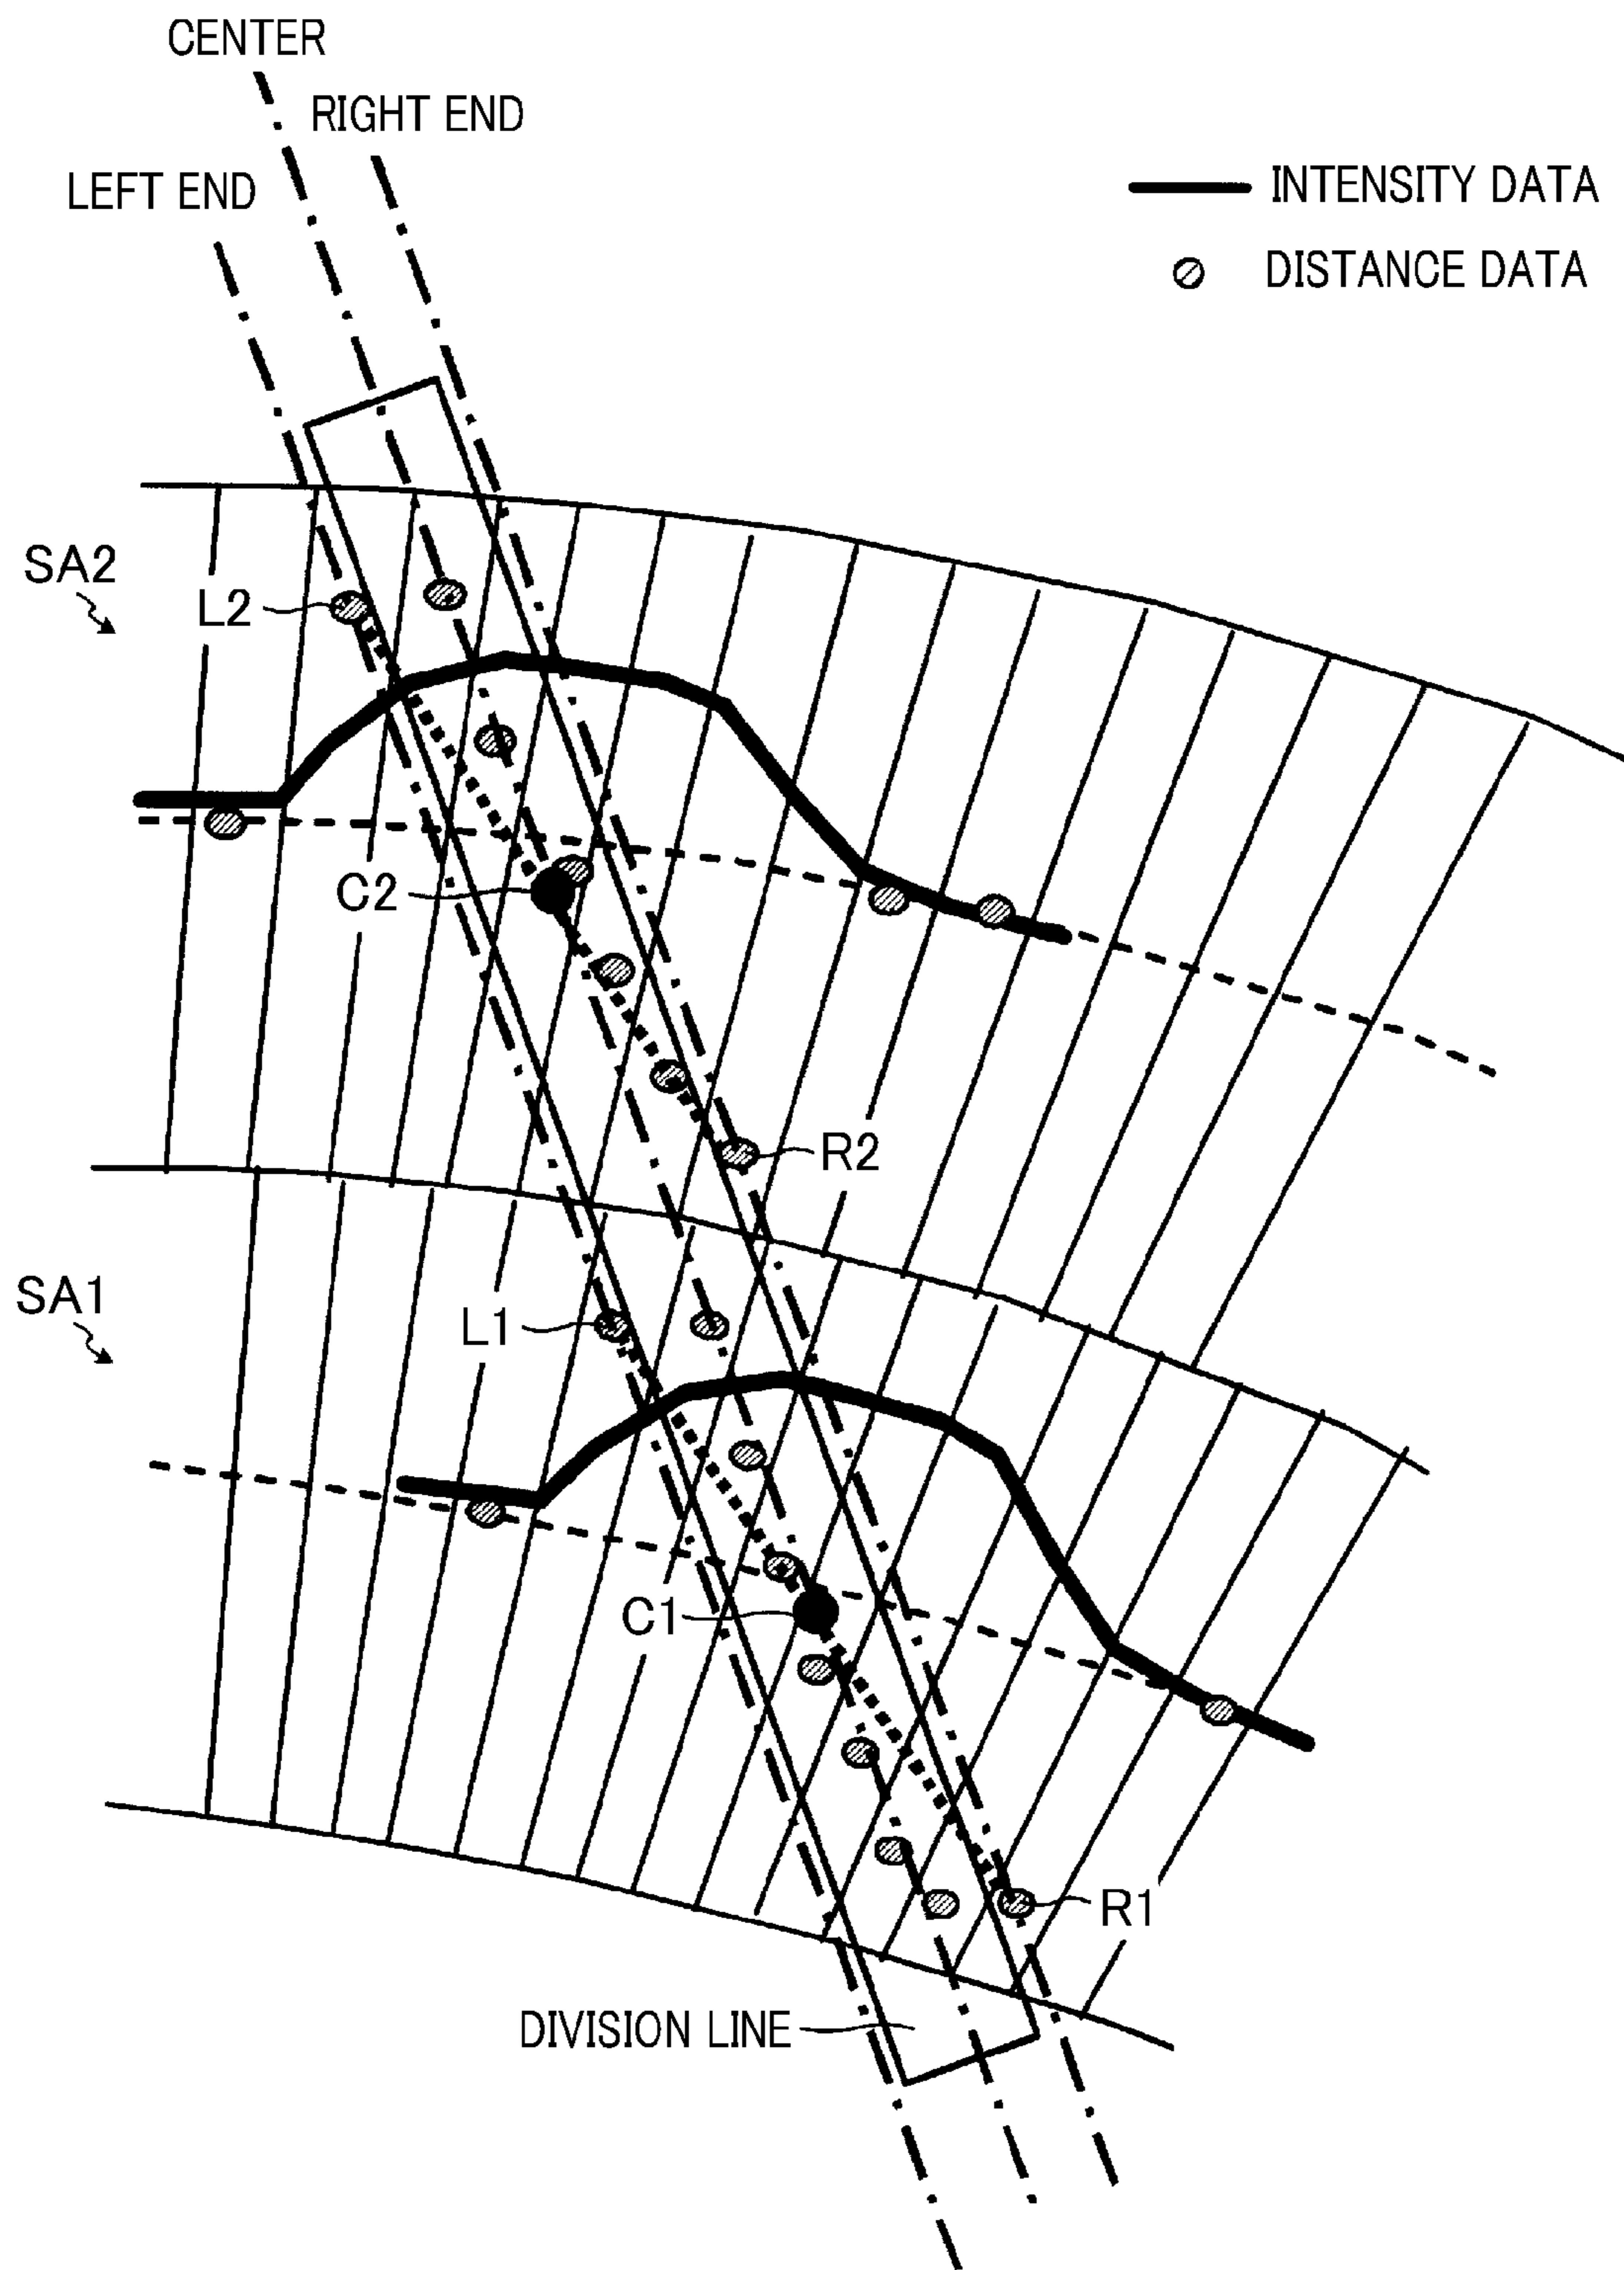 CENTER
RIGHT END
LEFT END
INTENSITY DATA
DISTANCE DATA
SA2
L2
C2
R2
SA1
L1
C1
R1
DIVISION LINE